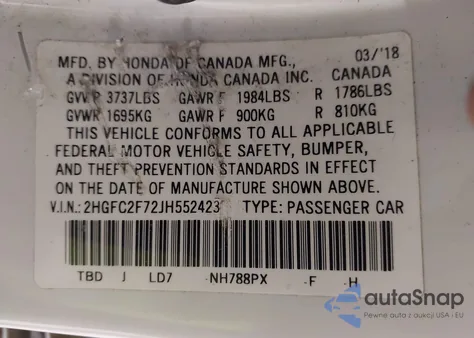 MFD. BY HONDA OF CANADA MFG., 03/'18
A DIVISION OF HONDA CANADA INC. CANADA
GVWR 3737LBS GAWR F 1984LBS R 1786LBS
GVWR 1695KG GAWR F 900KG R 810KG
THIS VEHICLE CONFORMS TO ALL APPLICABLE
FEDERAL MOTOR VEHICLE SAFETY, BUMPER,
AND THEFT PREVENTION STANDARDS IN EFFECT
ON THE DATE OF MANUFACTURE SHOWN ABOVE.
V.I.N.: 2HGFC2F72JH552423 TYPE: PASSENGER CAR
TBD J LD7 -NH788PX -F -H
autoSnap
Pewne auta z aukcji USA i EU